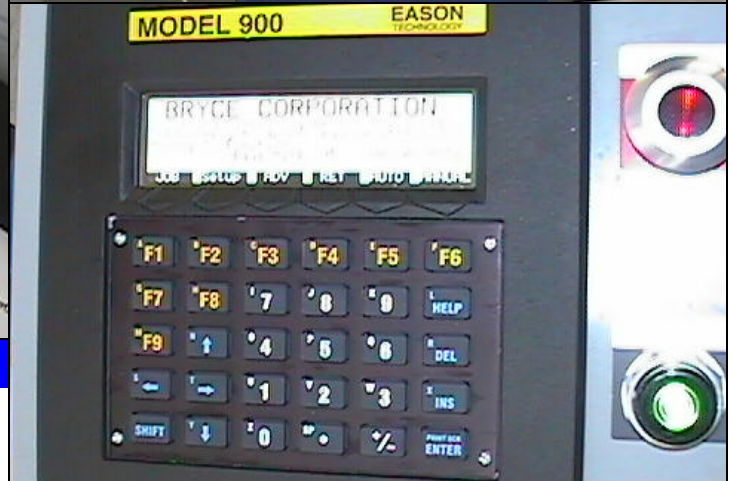 MODEL 900
EASON
TECHNOLOGY
BRYCE CORPORATION
JOB Setup ADV RET AUTO MANUAL
A F1 B F2 C F3 D F4 E F5 F F6
G F7 H F8 I 7 J 8 K 9 L HELP
M F9 N ↑ O 4 P 5 Q 6 R DEL
S ← T → U 1 V 2 W 3 X INS
SHIFT Y ↓ Z 0 SP . +/- PRINT SCR ENTER